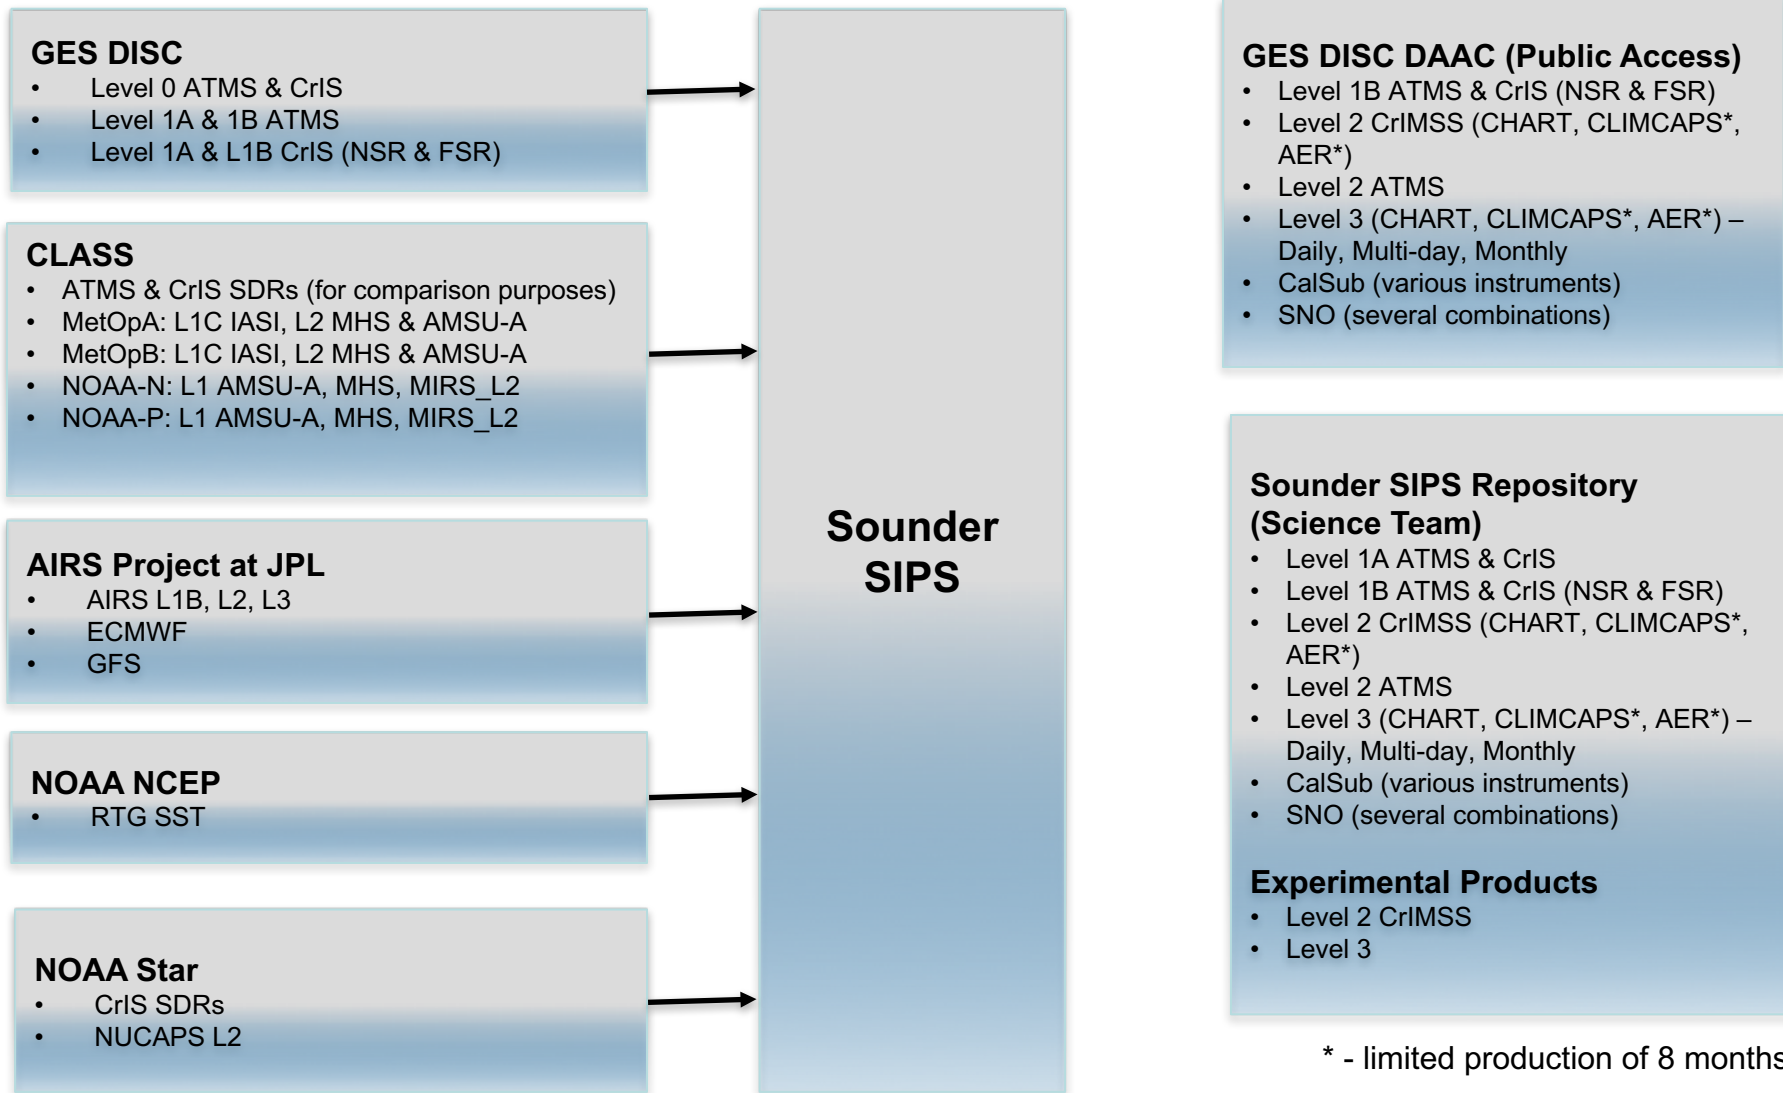 GES DISC
• Level 0 ATMS & CrIS
• Level 1A & 1B ATMS
• Level 1A & L1B CrIS (NSR & FSR)
CLASS
• ATMS & CrIS SDRs (for comparison purposes)
• MetOpA: L1C IASI, L2 MHS & AMSU-A
• MetOpB: L1C IASI, L2 MHS & AMSU-A
• NOAA-N: L1 AMSU-A, MHS, MIRS_L2
• NOAA-P: L1 AMSU-A, MHS, MIRS_L2
AIRS Project at JPL
• AIRS L1B, L2, L3
• ECMWF
• GFS
NOAA NCEP
• RTG SST
NOAA Star
• CrIS SDRs
• NUCAPS L2
Sounder
SIPS
GES DISC DAAC (Public Access)
• Level 1B ATMS & CrIS (NSR & FSR)
• Level 2 CrIMSS (CHART, CLIMCAPS*,
AER*)
• Level 2 ATMS
• Level 3 (CHART, CLIMCAPS*, AER*) –
Daily, Multi-day, Monthly
• CalSub (various instruments)
• SNO (several combinations)
Sounder SIPS Repository
(Science Team)
• Level 1A ATMS & CrIS
• Level 1B ATMS & CrIS (NSR & FSR)
• Level 2 CrIMSS (CHART, CLIMCAPS*,
AER*)
• Level 2 ATMS
• Level 3 (CHART, CLIMCAPS*, AER*) –
Daily, Multi-day, Monthly
• CalSub (various instruments)
• SNO (several combinations)
Experimental Products
• Level 2 CrIMSS
• Level 3
* - limited production of 8 months